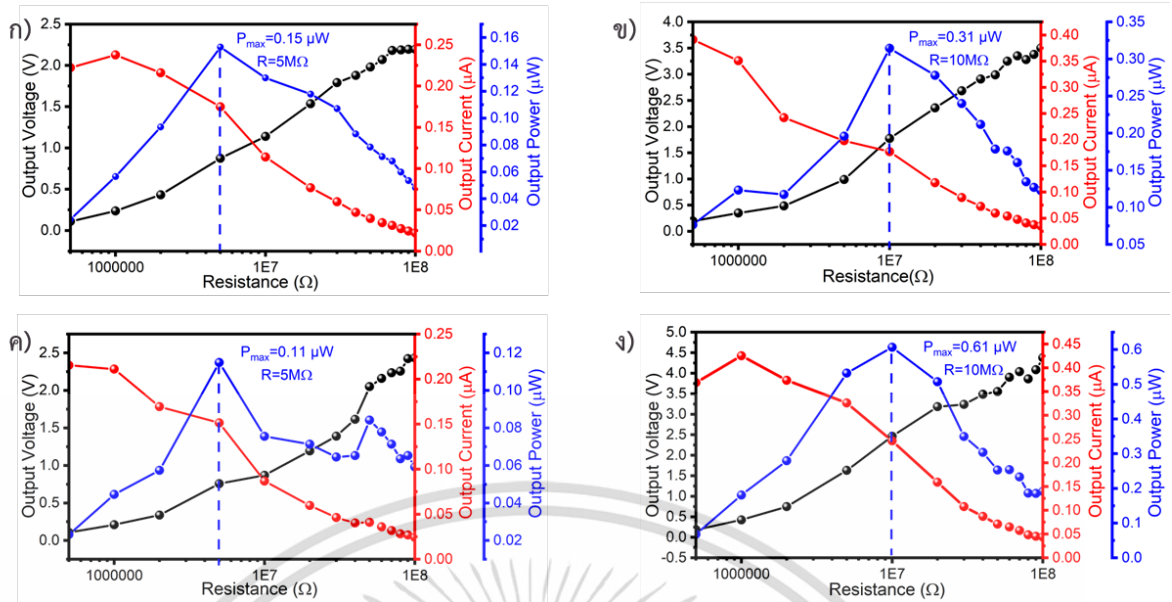 ก)
P_max=0.15 µW
R=5MΩ
Output Voltage (V)
2.5
2.0
1.5
1.0
0.5
0.0
1000000
1E7
1E8
Resistance (Ω)
0.25
0.20
0.15
0.10
0.05
0.00
Output Current (µA)
0.16
0.14
0.12
0.10
0.08
0.06
0.04
0.02
Output Power (µW)
ข)
P_max=0.31 µW
R=10MΩ
Output Voltage (V)
4.0
3.5
3.0
2.5
2.0
1.5
1.0
0.5
0.0
1000000
1E7
1E8
Resistance(Ω)
0.40
0.35
0.30
0.25
0.20
0.15
0.10
0.05
0.00
Output Current (µA)
0.35
0.30
0.25
0.20
0.15
0.10
0.05
Output Power (µW)
ค)
P_max=0.11 µW
R=5MΩ
Output Voltage (V)
2.5
2.0
1.5
1.0
0.5
0.0
1000000
1E7
1E8
Resistance (Ω)
0.25
0.20
0.15
0.10
0.05
0.00
Output Current (µA)
0.12
0.10
0.08
0.06
0.04
0.02
Output Power (µW)
ง)
P_max=0.61 µW
R=10MΩ
Output Voltage (V)
5.0
4.5
4.0
3.5
3.0
2.5
2.0
1.5
1.0
0.5
0.0
-0.5
1000000
1E7
1E8
Resistance (Ω)
0.45
0.40
0.35
0.30
0.25
0.20
0.15
0.10
0.05
0.00
Output Current (µA)
0.6
0.5
0.4
0.3
0.2
0.1
0.0
Output Power (µW)